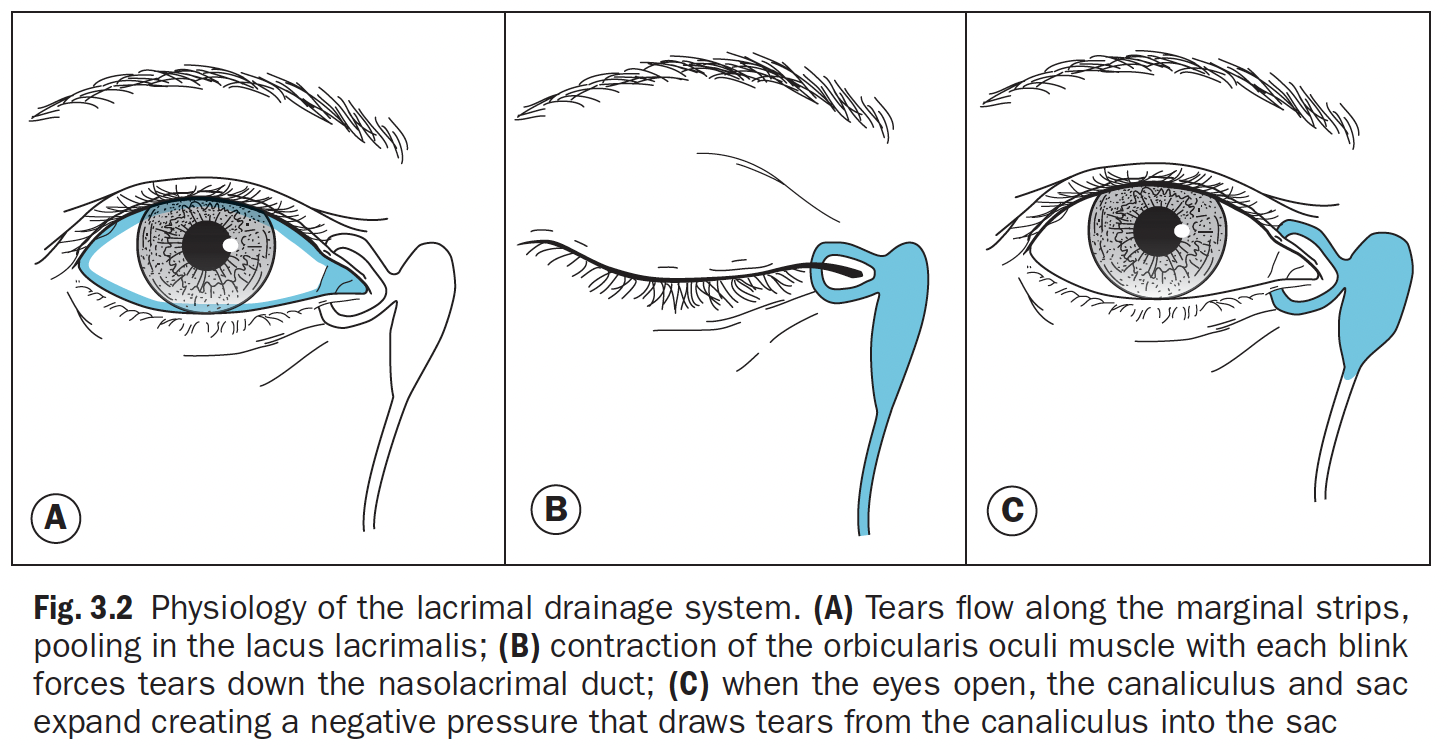 A
B
C
Fig. 3.2 Physiology of the lacrimal drainage system. (A) Tears flow along the marginal strips,
pooling in the lacus lacrimalis; (B) contraction of the orbicularis oculi muscle with each blink
forces tears down the nasolacrimal duct; (C) when the eyes open, the canaliculus and sac
expand creating a negative pressure that draws tears from the canaliculus into the sac